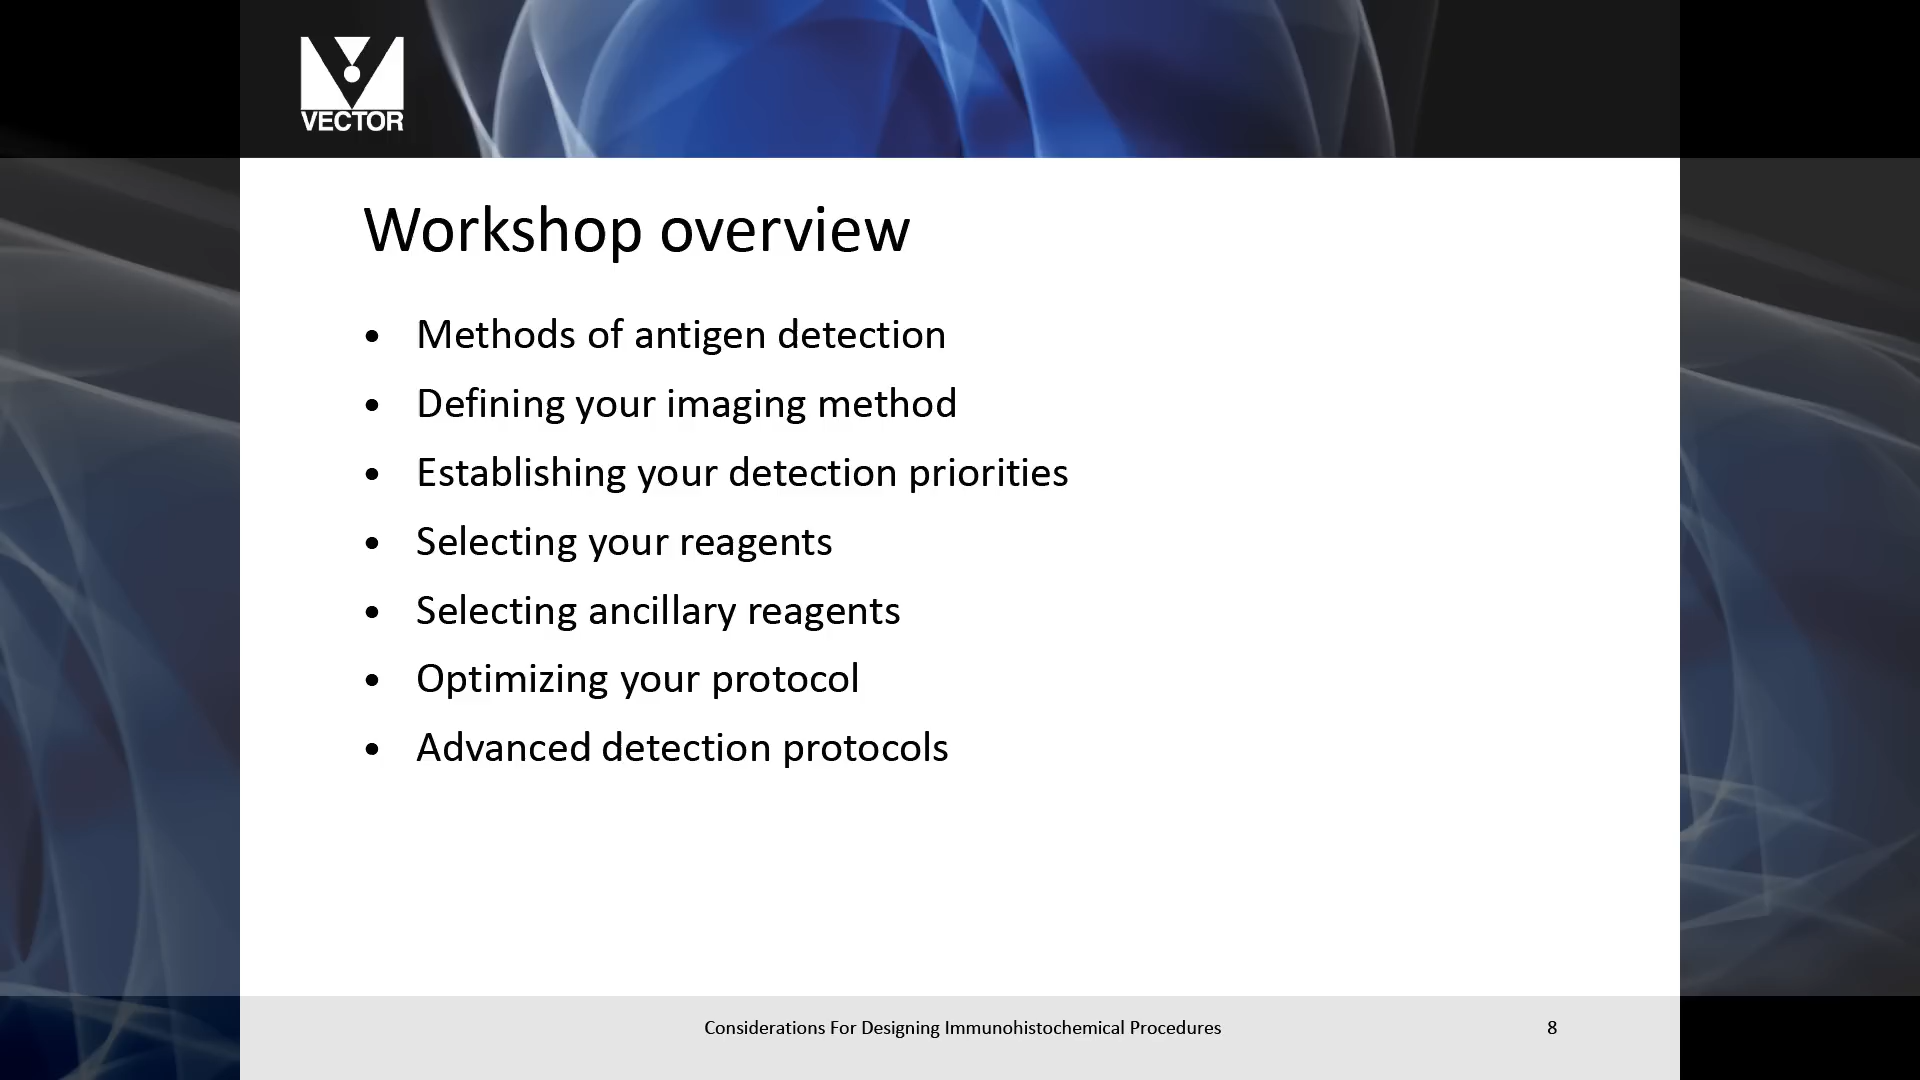 VECTOR
Workshop overview
• Methods of antigen detection
• Defining your imaging method
• Establishing your detection priorities
• Selecting your reagents
• Selecting ancillary reagents
• Optimizing your protocol
• Advanced detection protocols
Considerations For Designing Immunohistochemical Procedures
8